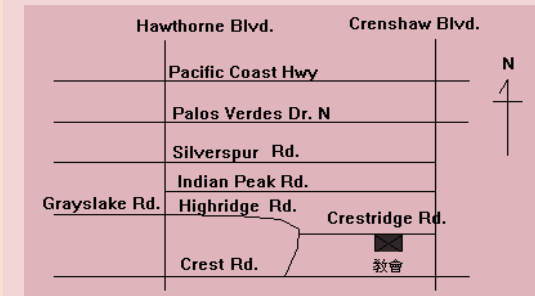 Hawthorne Blvd.
Crenshaw Blvd.
N
Pacific Coast Hwy
Palos Verdes Dr. N
Silverspur Rd.
Indian Peak Rd.
Grayslake Rd.
Highridge Rd.
Crestridge Rd.
Crest Rd.
教會